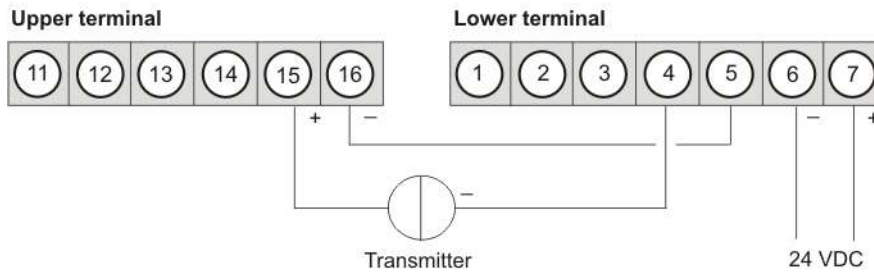 Upper terminal
Lower terminal
11 12 13 14 15 16
1 2 3 4 5 6 7
+ − − +
−
Transmitter
24 VDC